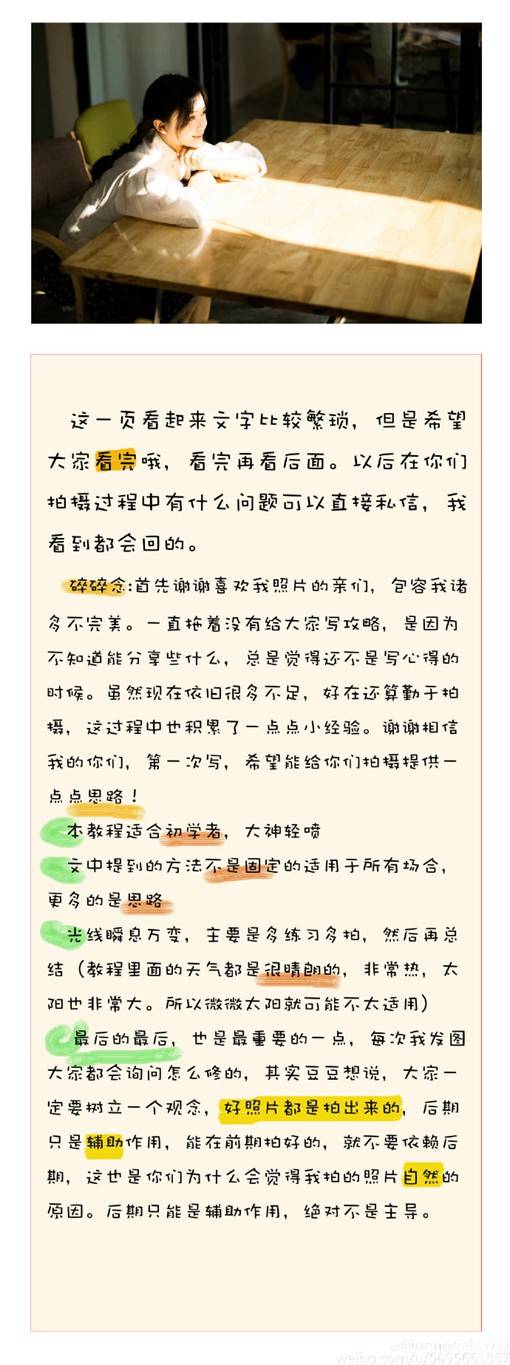 这一页看起来文字比较繁琐，但是希望
大家看完哦，看完再看后面。以后在你们
拍摄过程中有什么问题可以直接私信，我
看到都会回的。
碎碎念:首先谢谢喜欢我照片的亲们，包容我诸
多不完美。一直拖着没有给大家写攻略，是因为
不知道能分享些什么，总是觉得还不是写心得的
时候。虽然现在依旧很多不足，好在还算勤于拍
摄，这过程中也积累了一点点小经验。谢谢相信
我的你们，第一次写，希望能给你们拍摄提供一
点点思路！
本教程适合初学者，大神轻喷
文中提到的方法不是固定的适用于所有场合，
更多的是思路
光线瞬息万变，主要是多练习多拍，然后再总
结（教程里面的天气都是很晴朗的，非常热，太
阳也非常大。所以微微太阳就可能不太适用）
最后的最后，也是最重要的一点，每次我发图
大家都会询问怎么修的，其实豆豆想说，大家一
定要树立一个观念，好照片都是拍出来的，后期
只是辅助作用，能在前期拍好的，就不要依赖后
期，这也是你们为什么会觉得我拍的照片自然的
原因。后期只能是辅助作用，绝对不是主导。